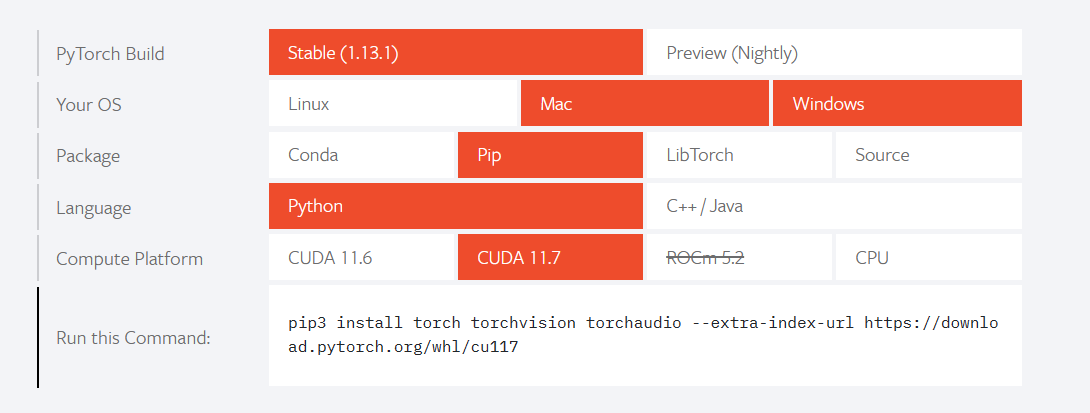 PyTorch Build Stable (1.13.1) Preview (Nightly)
Your OS Linux Mac Windows
Package Conda Pip LibTorch Source
Language Python C++ / Java
Compute Platform CUDA 11.6 CUDA 11.7 ROCm 5.2 CPU
Run this Command: pip3 install torch torchvision torchaudio --extra-index-url https://downlo
ad.pytorch.org/whl/cu117